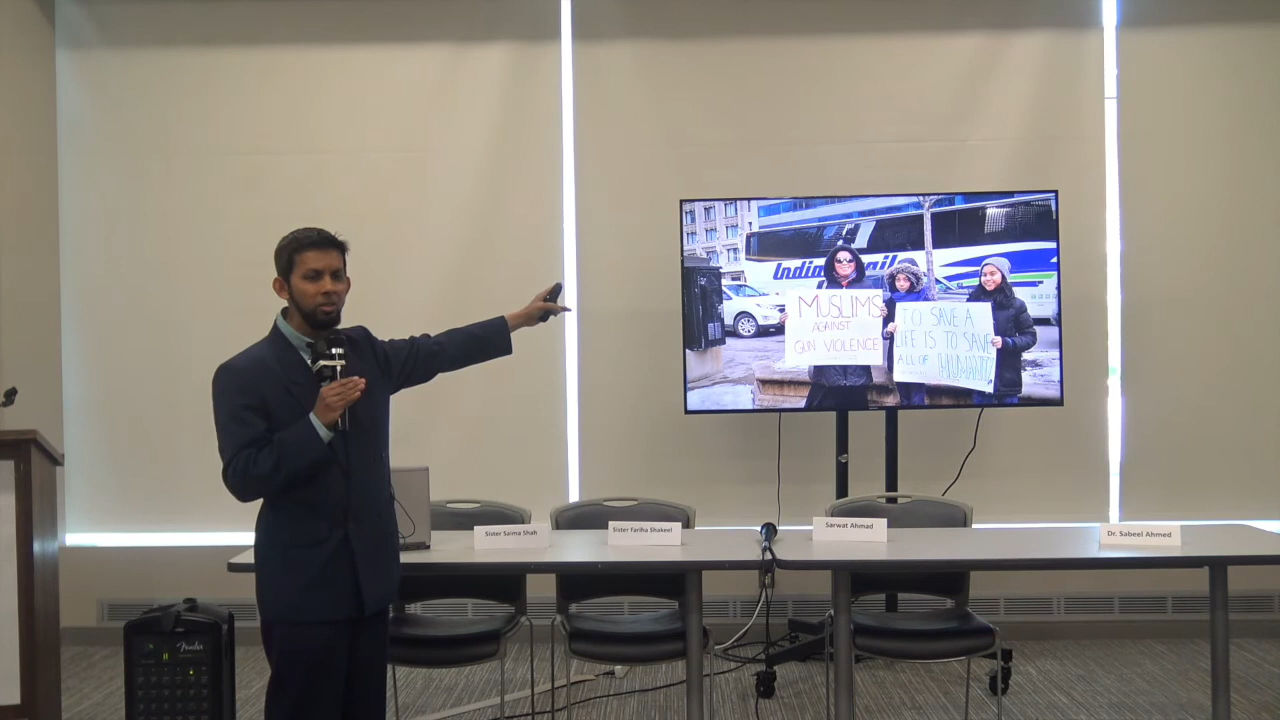 MUSLIMS
AGAINST
GUN VIOLENCE
TO SAVE A
LIFE IS TO SAVE
ALL OF HUMANITY
Sister Saima Shah
Sister Fariha Shakeel
Sarwat Ahmad
Dr. Sabeel Ahmed
Fender